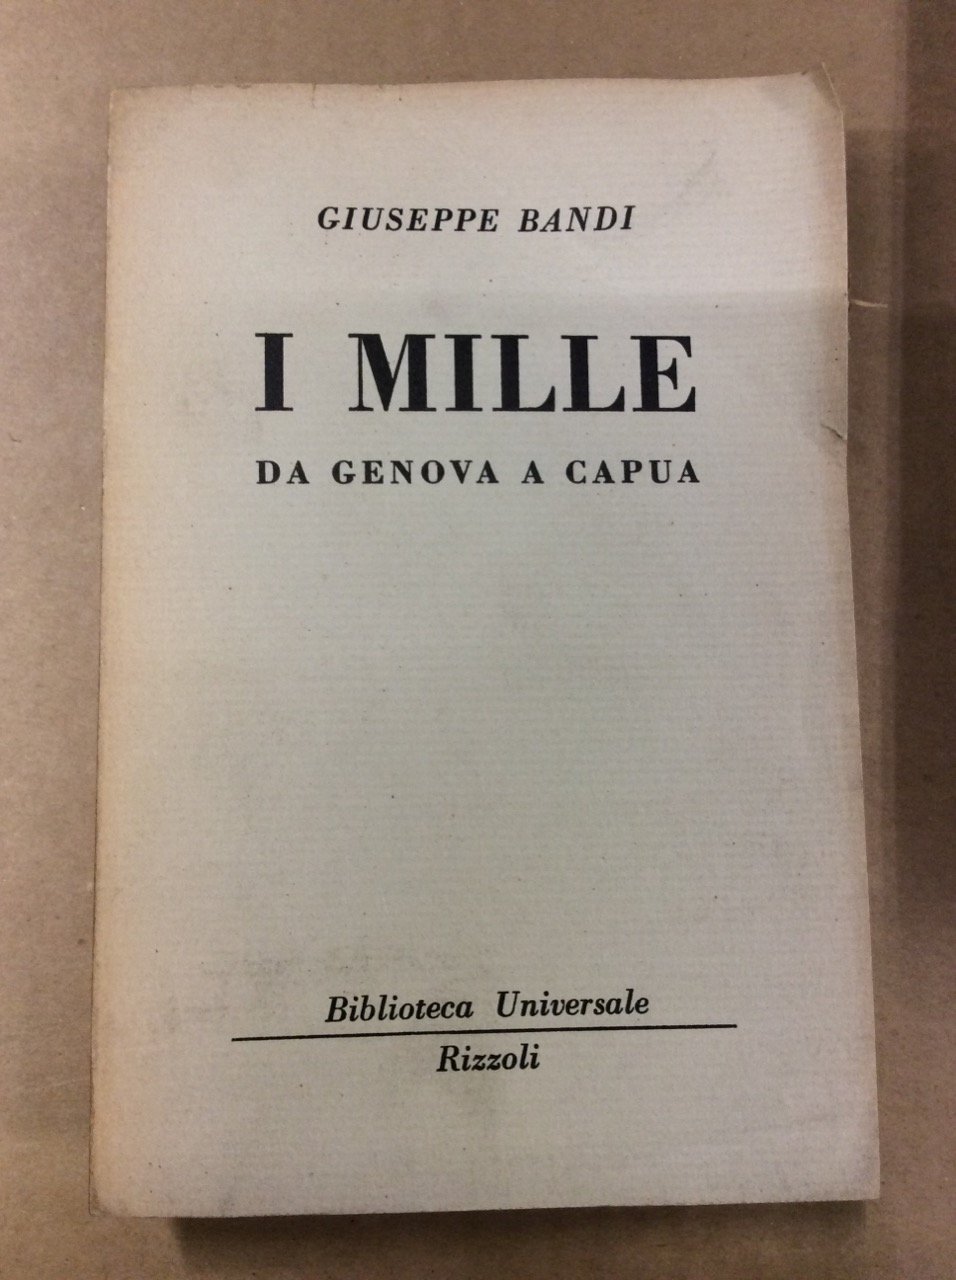 GIUSEPPE BANDI
I MILLE
DA GENOVA A CAPUA
Biblioteca Universale
Rizzoli